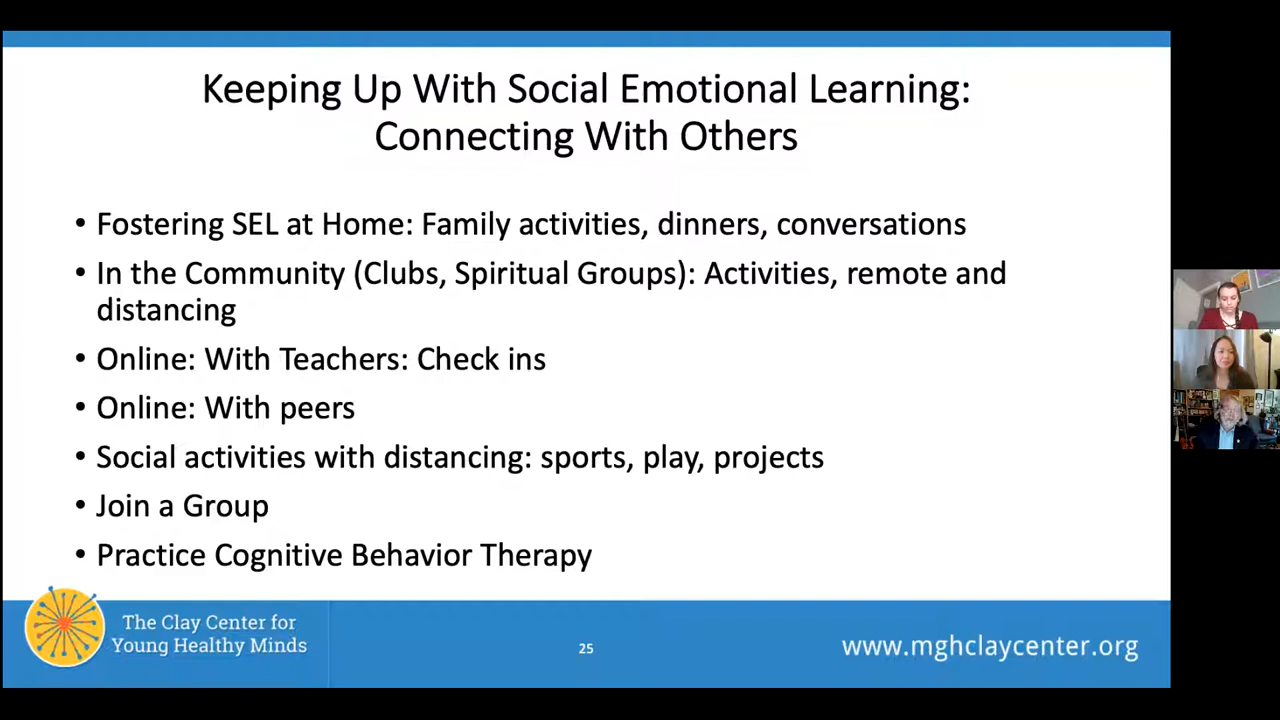 Keeping Up With Social Emotional Learning:
Connecting With Others
• Fostering SEL at Home: Family activities, dinners, conversations
• In the Community (Clubs, Spiritual Groups): Activities, remote and
distancing
• Online: With Teachers: Check ins
• Online: With peers
• Social activities with distancing: sports, play, projects
• Join a Group
• Practice Cognitive Behavior Therapy
The Clay Center for
Young Healthy Minds
25
www.mghclaycenter.org